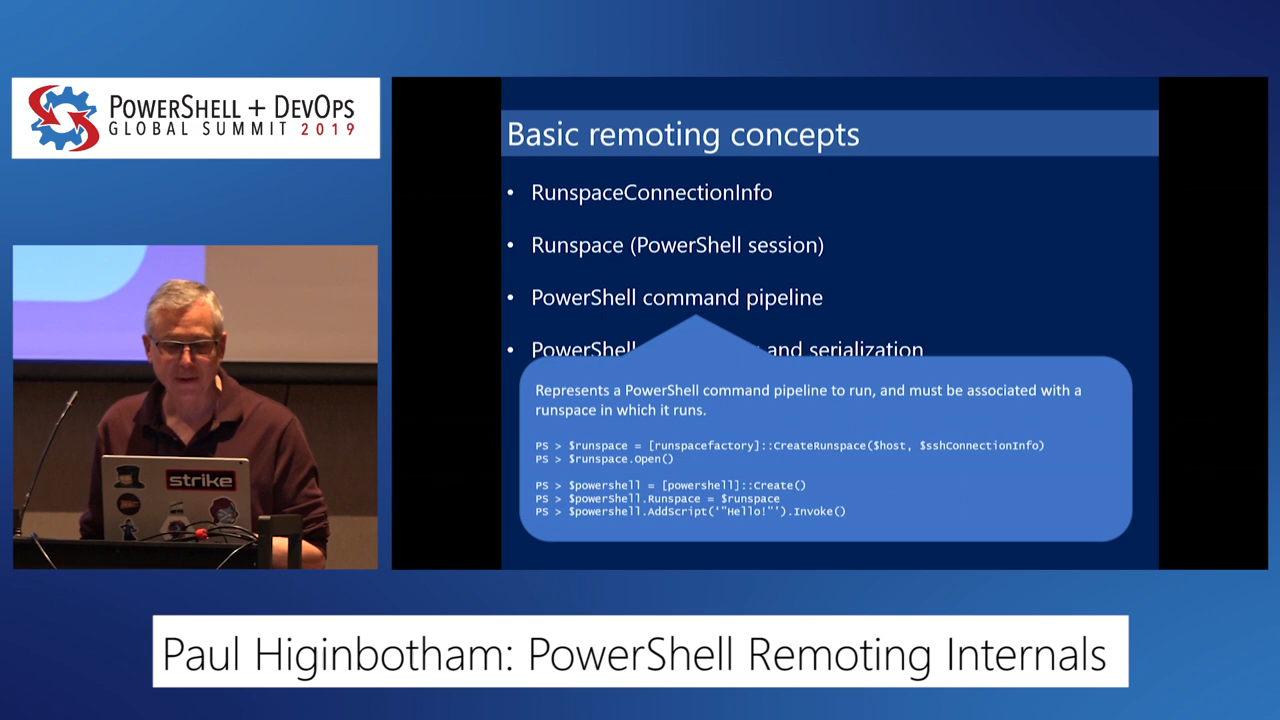 POWERSHELL + DEVOPS
GLOBAL SUMMIT 2019
Basic remoting concepts
• RunspaceConnectionInfo
• Runspace (PowerShell session)
• PowerShell command pipeline
• PowerShell and serialization
Represents a PowerShell command pipeline to run, and must be associated with a
runspace in which it runs.
PS > $runspace = [runspacefactory]::CreateRunspace($host, $sshConnectionInfo)
PS > $runspace.Open()
PS > $powershell = [powershell]::Create()
PS > $powershell.Runspace = $runspace
PS > $powershell.AddScript('"Hello!"').Invoke()
strike
Paul Higinbotham: PowerShell Remoting Internals